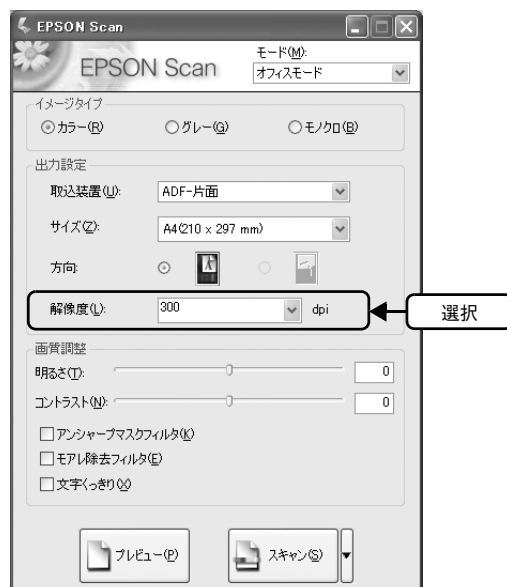 EPSON Scan
EPSON Scan
モード(M):
オフィスモード
イメージタイプ
カラー(R) グレー(G) モノクロ(B)
出力設定
取込装置(U): ADF-片面
サイズ(Z): A4(210 x 297 mm)
方向:
解像度(L): 300 dpi
選択
画質調整
明るさ(T): 0
コントラスト(N): 0
アンシャープマスクフィルタ(K)
モアレ除去フィルタ(E)
文字くっきり(X)
プレビュー(P) スキャン(S)